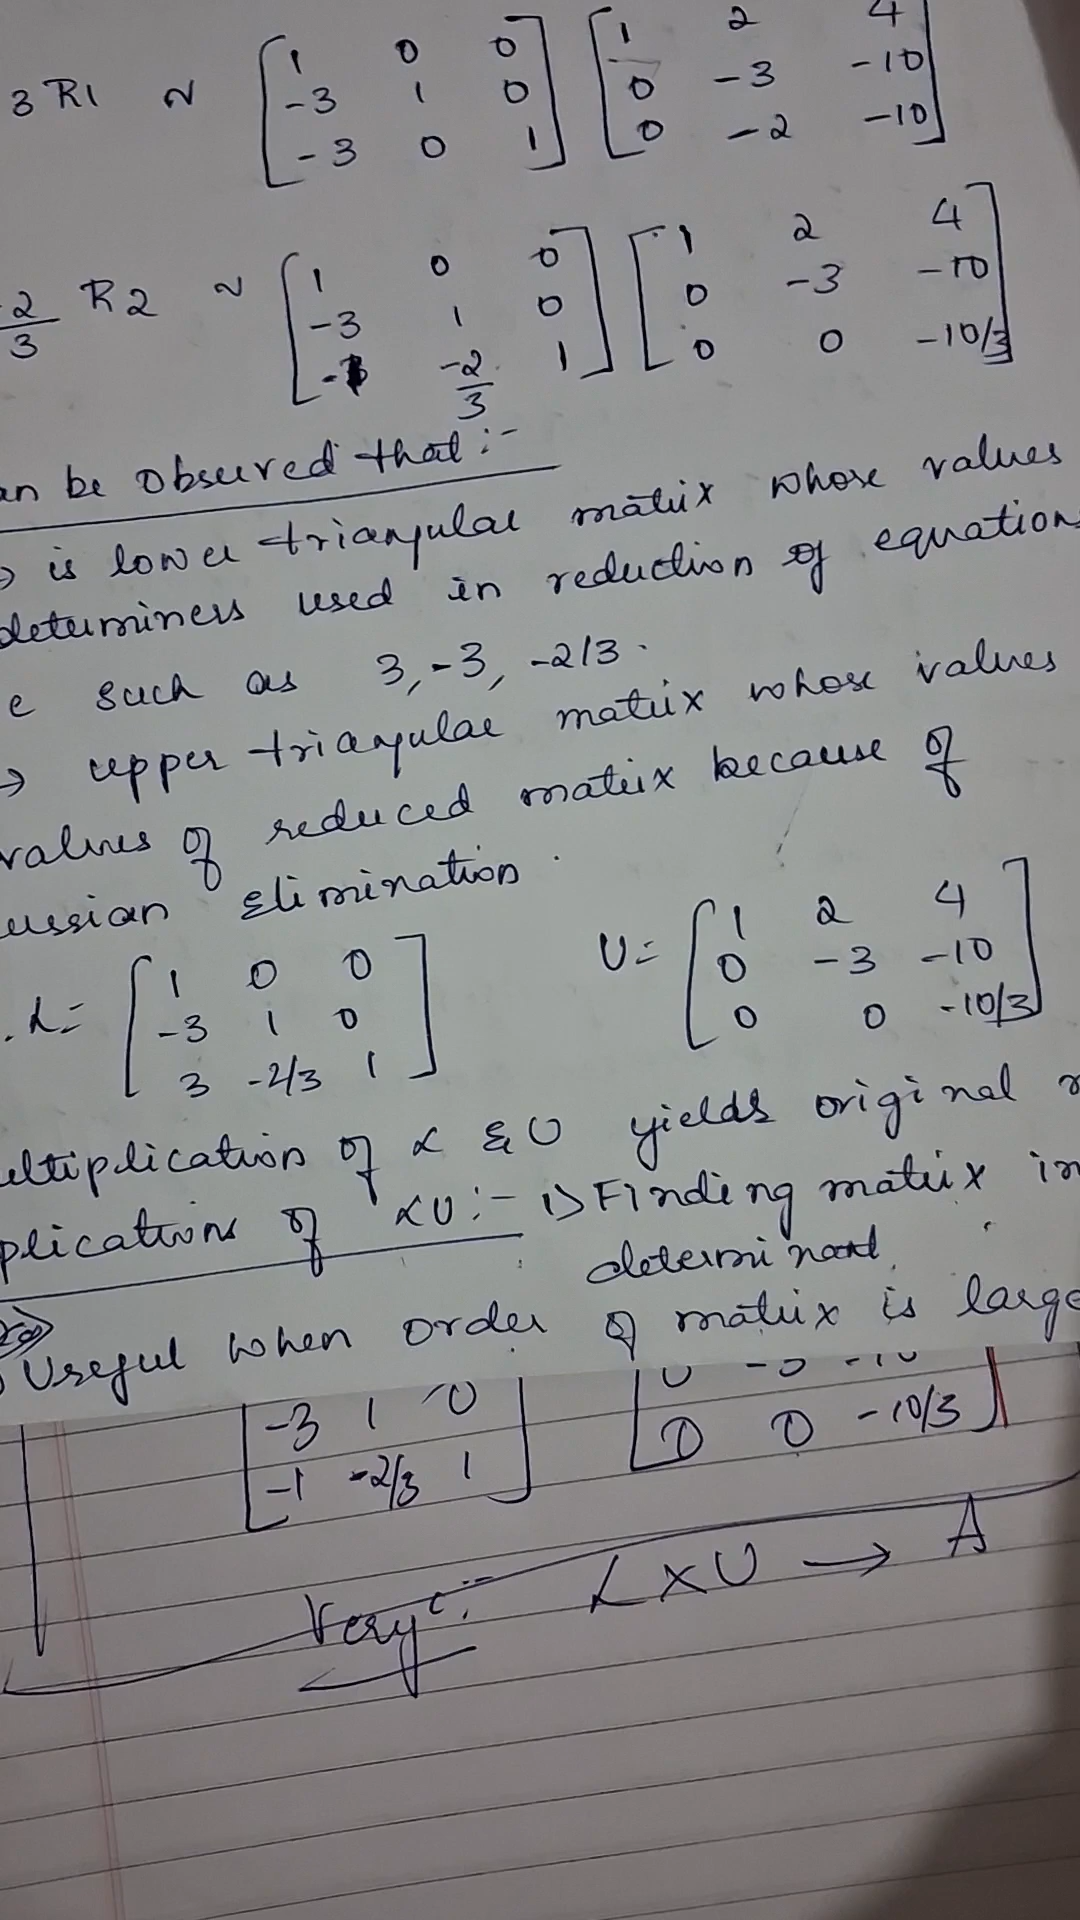 3 R1 ~ [1 0 0] [1 2 4]
[-3 1 0] [0 -3 -10]
[-3 0 1] [0 -2 -10]
-2/3 R2 ~ [1 0 0] [1 2 4]
[-3 1 0] [0 -3 -10]
[-2/3 1] [0 0 -10/3]
an be obsurved that :-
→ is lower triangular matrix whose values
determiners used in reduction of equation
e such as 3, -3, -2/3.
→ upper triangular matrix whose values
values of reduced matrix because of
ussian Elimination.
L = [1 0 0] U = [1 2 4]
[-3 1 0] [0 -3 -10]
[3 -2/3 1] [0 0 -10/3]
ultiplication of L & U yields original
plications of LU :- 1) Finding matrix in
determinant.
Useful when order of matrix is large
[-3 1 0] [0 -3 -10]
[-1 -2/3 1] [0 0 -10/3]
Very :- L x U → A